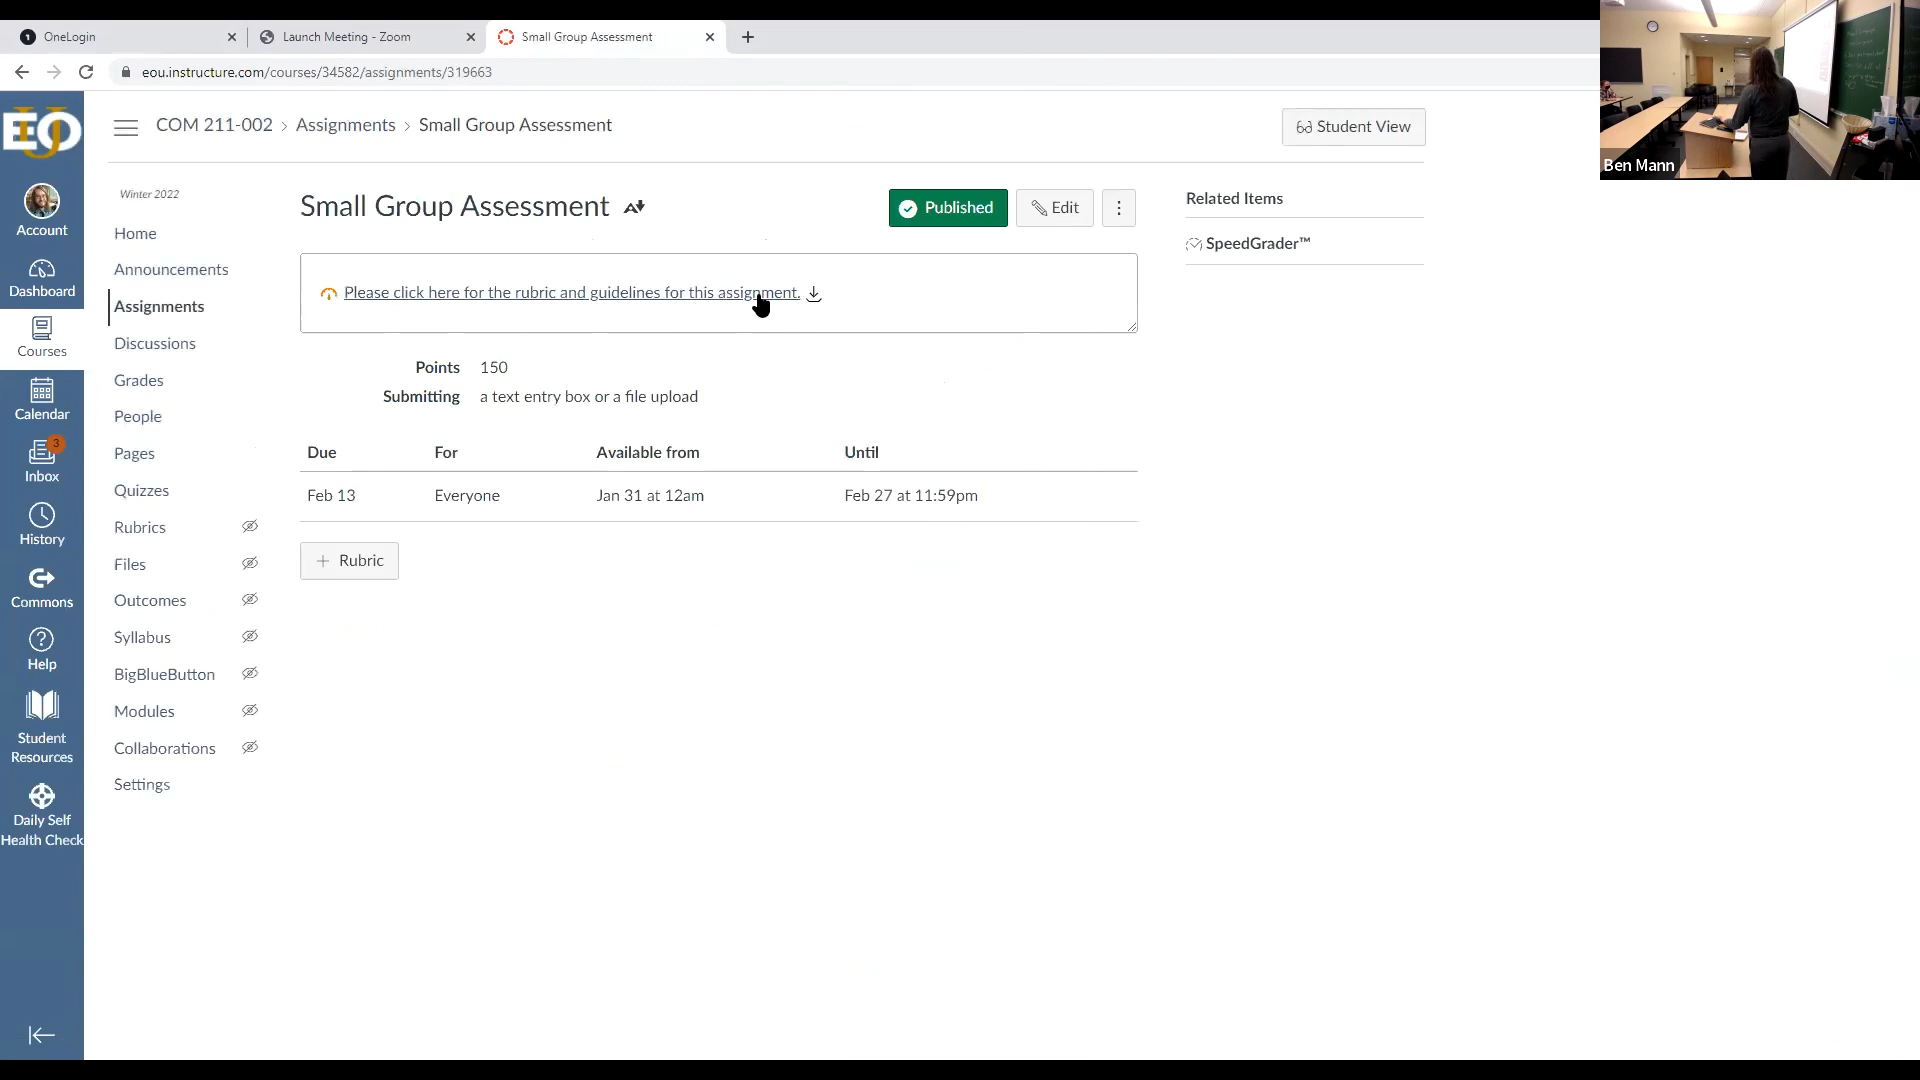 OneLogin
Launch Meeting - Zoom
Small Group Assessment
eou.instructure.com/courses/34582/assignments/319663
Ben Mann
EOU
Account
Dashboard
Courses
Calendar
3
Inbox
History
Commons
Help
Student
Resources
Daily Self
Health Check
COM 211-002 › Assignments › Small Group Assessment
Student View
Winter 2022
Home
Announcements
Assignments
Discussions
Grades
People
Pages
Quizzes
Rubrics
Files
Outcomes
Syllabus
BigBlueButton
Modules
Collaborations
Settings
Small Group Assessment
Published
Edit
Please click here for the rubric and guidelines for this assignment.
Points 150
Submitting a text entry box or a file upload
Due For Available from Until
Feb 13 Everyone Jan 31 at 12am Feb 27 at 11:59pm
+ Rubric
Related Items
SpeedGrader™